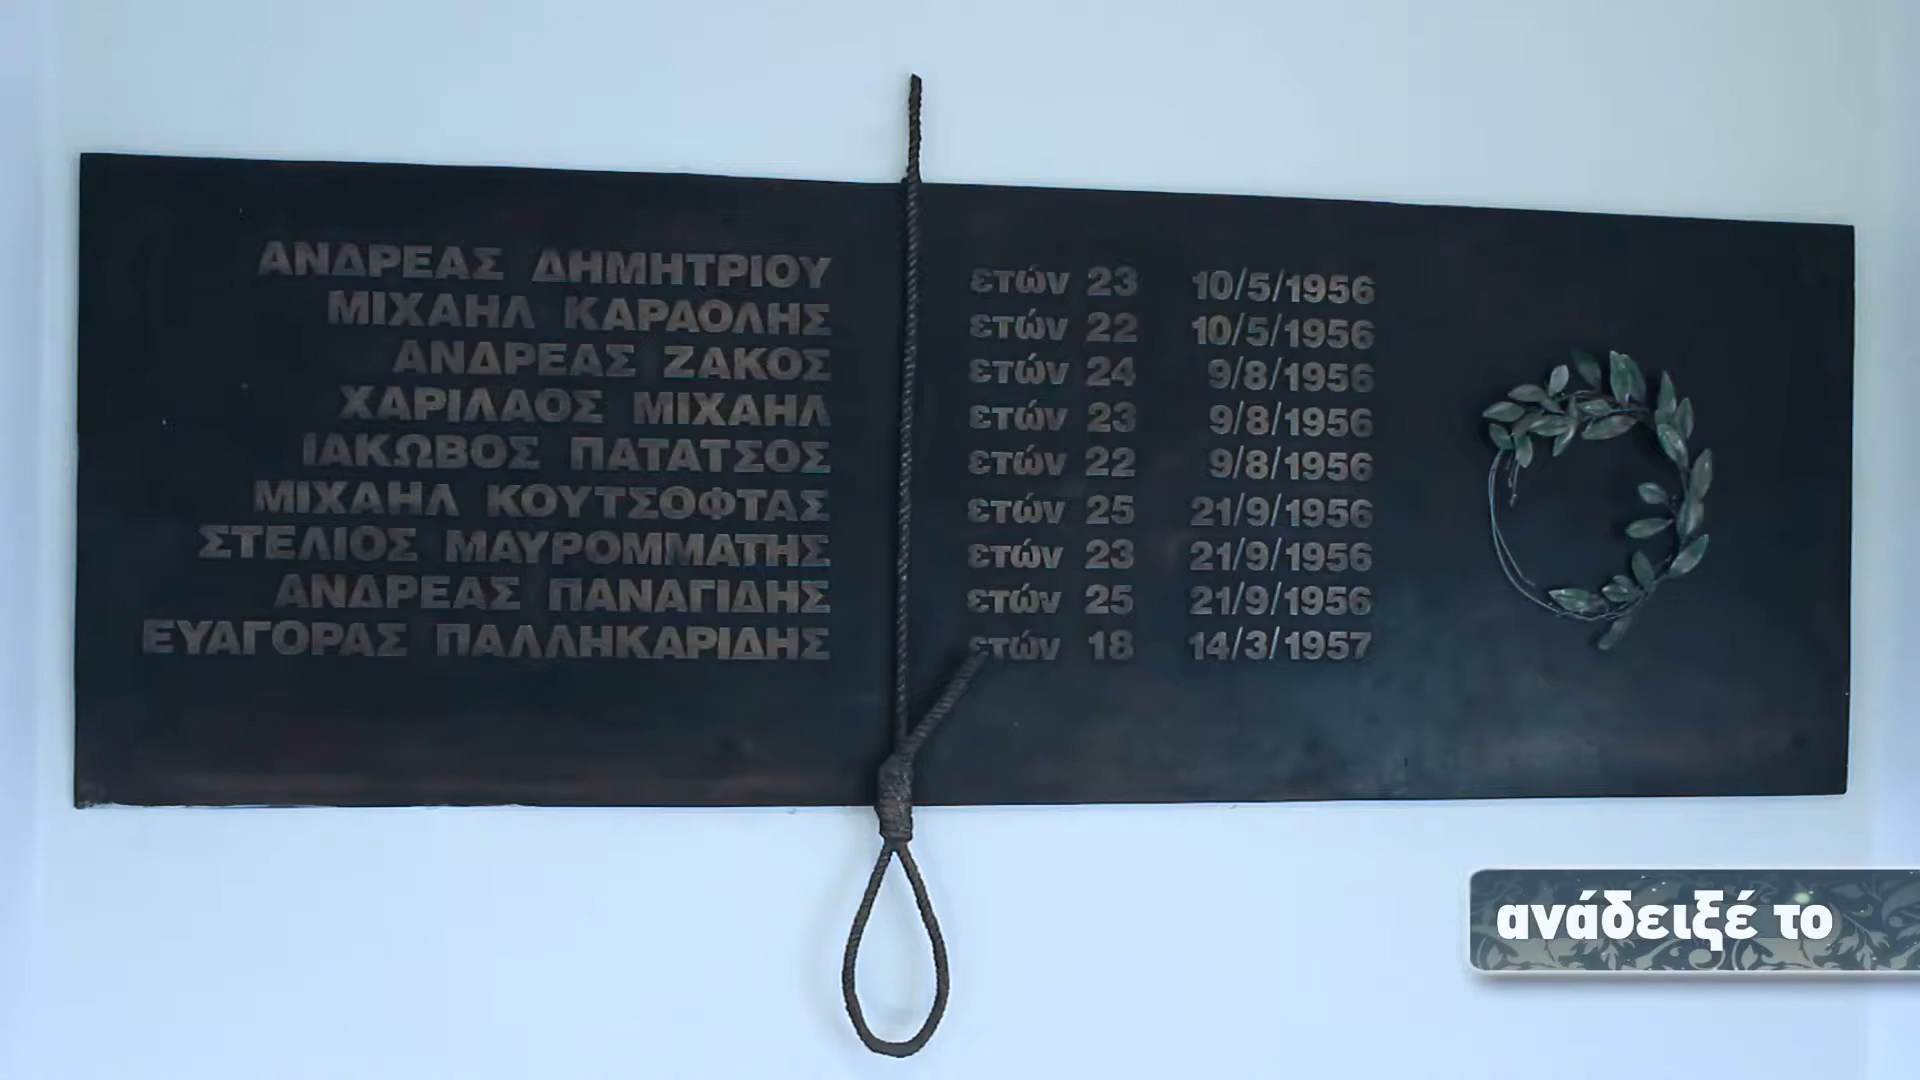 ΑΝΔΡΕΑΣ ΔΗΜΗΤΡΙΟΥ ετών 23 10/5/1956
ΜΙΧΑΗΛ ΚΑΡΑΟΛΗΣ ετών 22 10/5/1956
ΑΝΔΡΕΑΣ ΖΑΚΟΣ ετών 24 9/8/1956
ΧΑΡΙΛΑΟΣ ΜΙΧΑΗΛ ετών 23 9/8/1956
ΙΑΚΩΒΟΣ ΠΑΤΑΤΣΟΣ ετών 22 9/8/1956
ΜΙΧΑΗΛ ΚΟΥΤΣΟΦΤΑΣ ετών 25 21/9/1956
ΣΤΕΛΙΟΣ ΜΑΥΡΟΜΜΑΤΗΣ ετών 23 21/9/1956
ΑΝΔΡΕΑΣ ΠΑΝΑΓΙΔΗΣ ετών 25 21/9/1956
ΕΥΑΓΟΡΑΣ ΠΑΛΛΗΚΑΡΙΔΗΣ ετών 18 14/3/1957
ανάδειξέ το